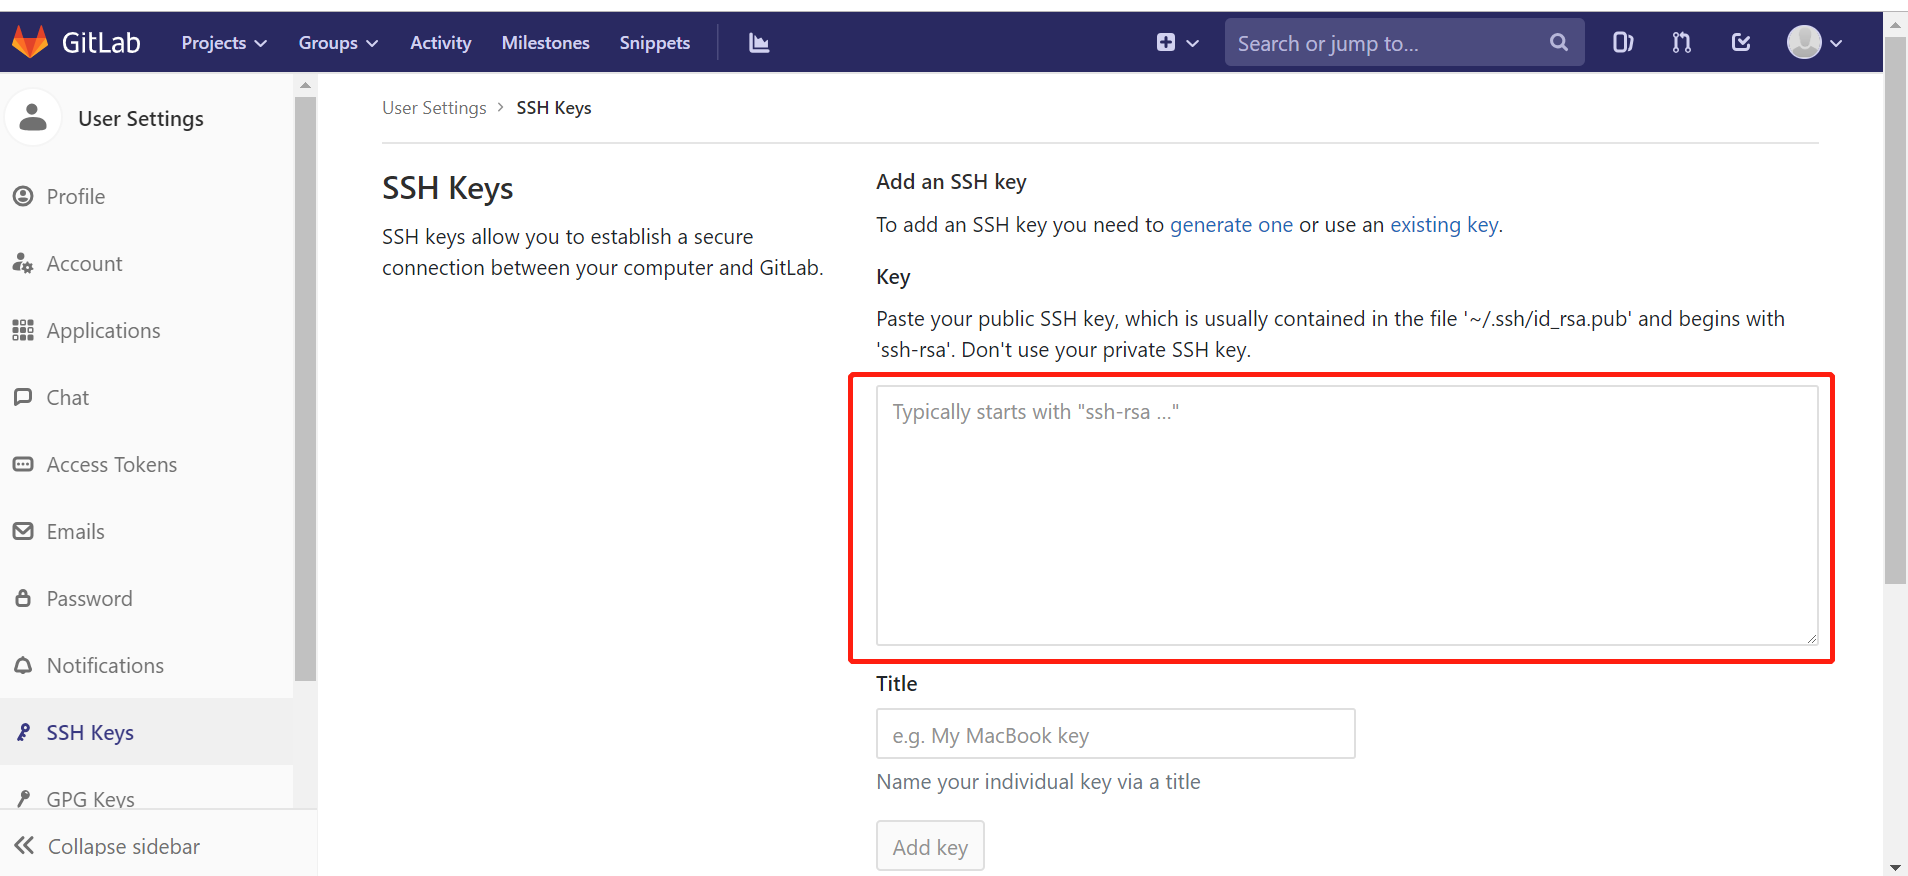 GitLab Projects Groups Activity Milestones Snippets Search or jump to...
User Settings
Profile
Account
Applications
Chat
Access Tokens
Emails
Password
Notifications
SSH Keys
GPG Keys
Collapse sidebar
User Settings > SSH Keys
SSH Keys
SSH keys allow you to establish a secure
connection between your computer and GitLab.
Add an SSH key
To add an SSH key you need to generate one or use an existing key.
Key
Paste your public SSH key, which is usually contained in the file '~/.ssh/id_rsa.pub' and begins with
'ssh-rsa'. Don't use your private SSH key.
Typically starts with "ssh-rsa ..."
Title
e.g. My MacBook key
Name your individual key via a title
Add key